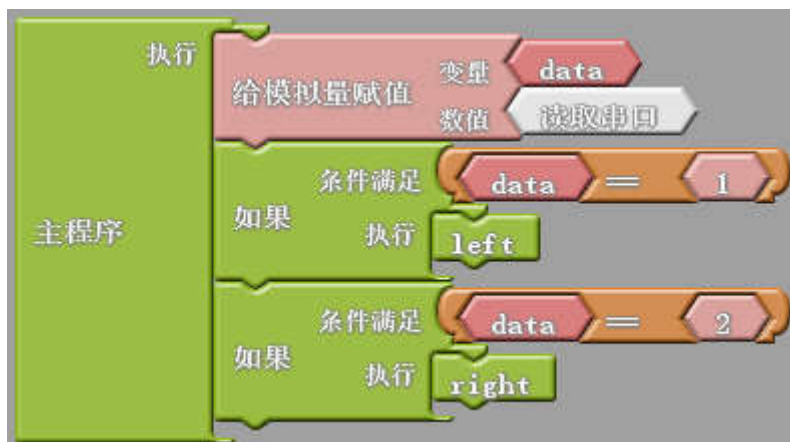 执行
给模拟量赋值 变量 data
数值 读取串口
主程序
如果 条件满足 data == 1
执行 left
如果 条件满足 data == 2
执行 right